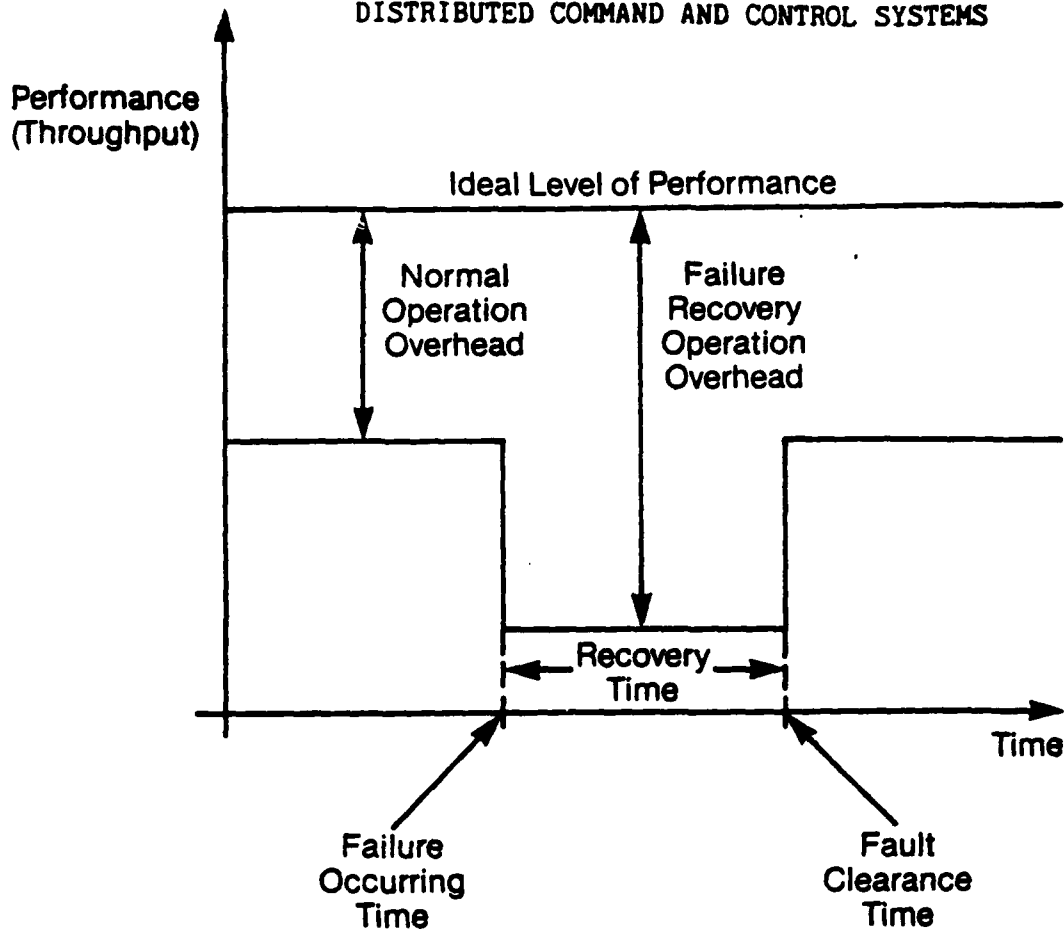 DISTRIBUTED COMMAND AND CONTROL SYSTEMS
Performance
(Throughput)
Ideal Level of Performance
Normal
Operation
Overhead
Failure
Recovery
Operation
Overhead
Recovery
Time
Time
Failure
Occurring
Time
Fault
Clearance
Time